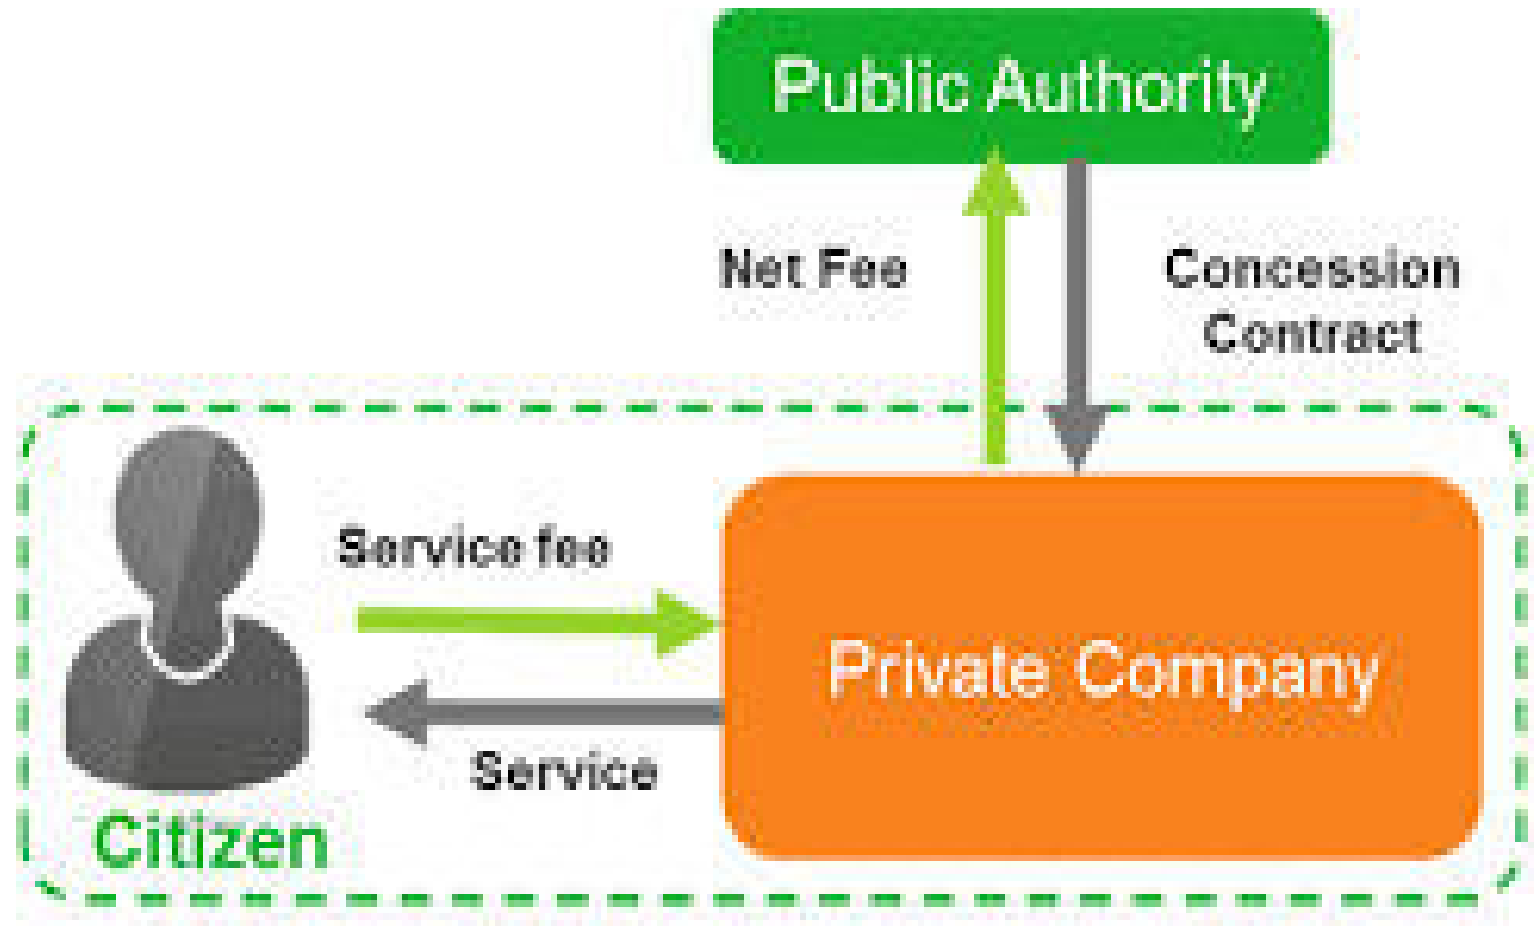 Public Authority
Net Fee
Concession
Contract
Service fee
Private Company
Service
Citizen